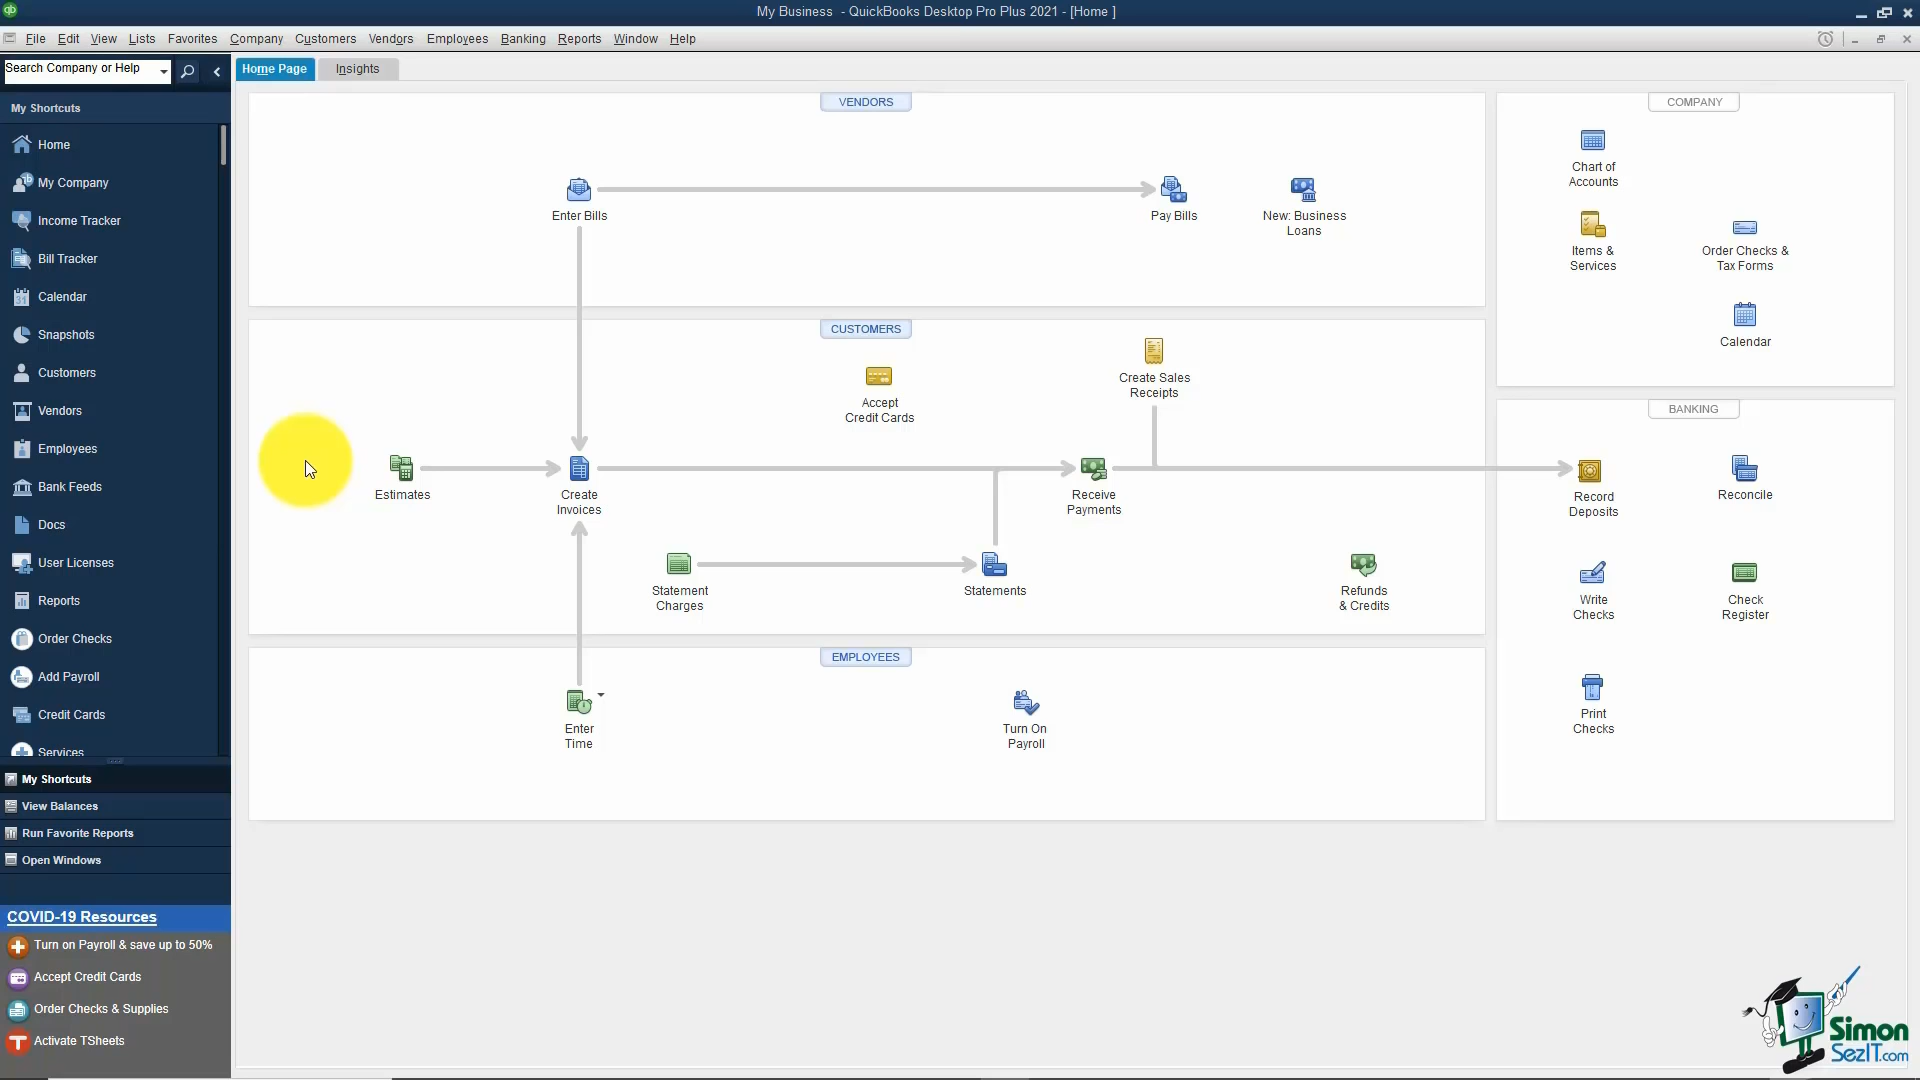 My Business - QuickBooks Desktop Pro Plus 2021 - [Home ]
File Edit View Lists Favorites Company Customers Vendors Employees Banking Reports Window Help
Search Company or Help
Home Page Insights
My Shortcuts
Home
My Company
Income Tracker
Bill Tracker
Calendar
Snapshots
Customers
Vendors
Employees
Bank Feeds
Docs
User Licenses
Reports
Order Checks
Add Payroll
Credit Cards
Services
My Shortcuts
View Balances
Run Favorite Reports
Open Windows
COVID-19 Resources
Turn on Payroll & save up to 50%
Accept Credit Cards
Order Checks & Supplies
Activate TSheets
VENDORS
Enter Bills
Pay Bills
New: Business
Loans
CUSTOMERS
Create Sales
Receipts
Accept
Credit Cards
Estimates
Create
Invoices
Receive
Payments
Statement
Charges
Statements
Refunds
& Credits
EMPLOYEES
Enter
Time
Turn On
Payroll
COMPANY
Chart of
Accounts
Items &
Services
Order Checks &
Tax Forms
Calendar
BANKING
Record
Deposits
Reconcile
Write
Checks
Check
Register
Print
Checks
Simon
SezIT.com